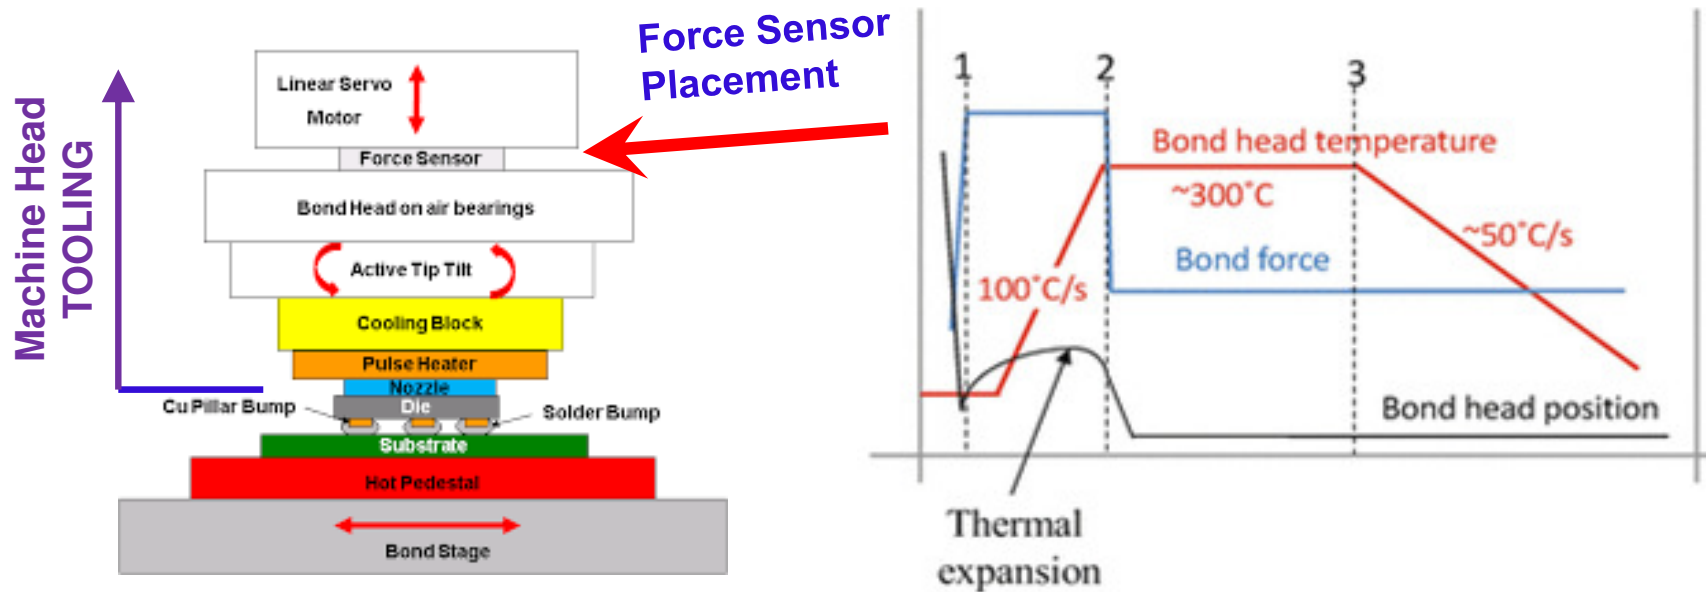 Machine Head
TOOLING
Linear Servo
Motor
Force Sensor
Bond Head on air bearings
Active Tip Tilt
Cooling Block
Pulse Heater
Nozzle
Die
Cu Pillar Bump
Solder Bump
Substrate
Hot Pedestal
Bond Stage
Force Sensor
Placement
1
2
3
Bond head temperature
~300°C
~50°C/s
Bond force
100°C/s
Bond head position
Thermal
expansion